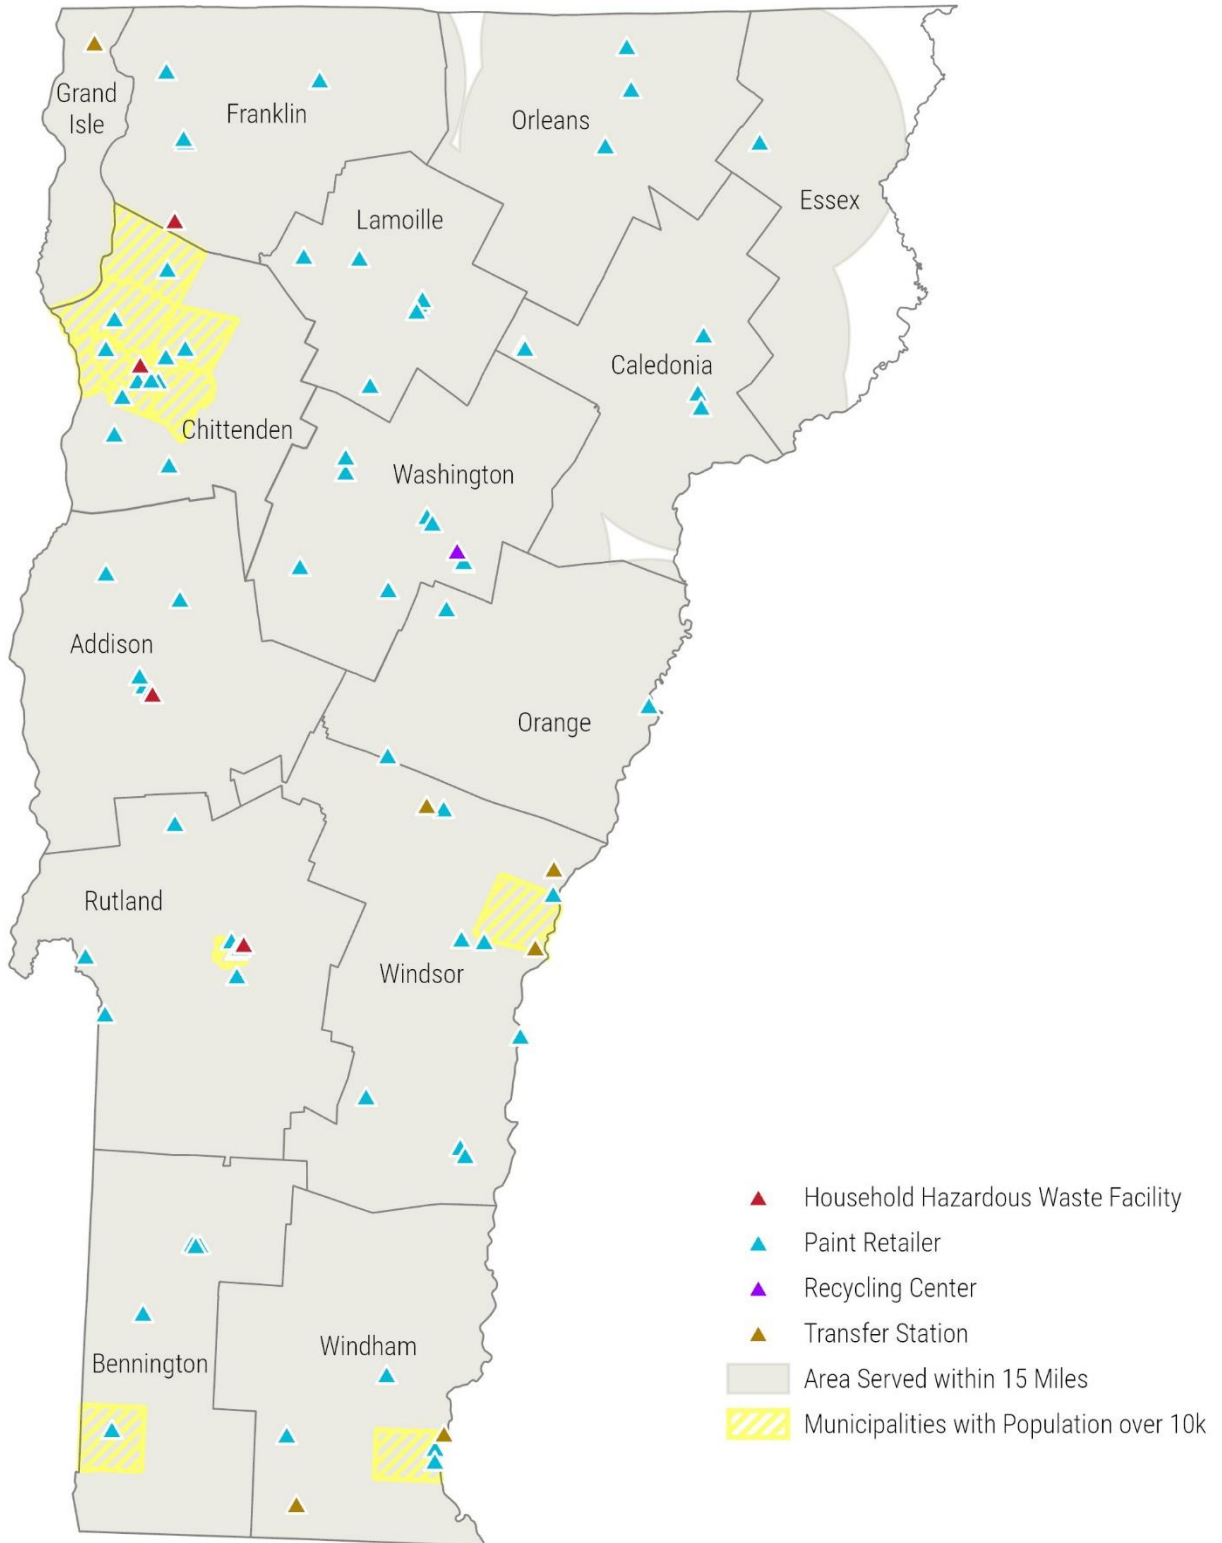 Grand
Isle
Franklin
Orleans
Essex
Lamoille
Caledonia
Chittenden
Washington
Addison
Orange
Rutland
Windsor
Windham
Bennington
Household Hazardous Waste Facility
Paint Retailer
Recycling Center
Transfer Station
Area Served within 15 Miles
Municipalities with Population over 10k